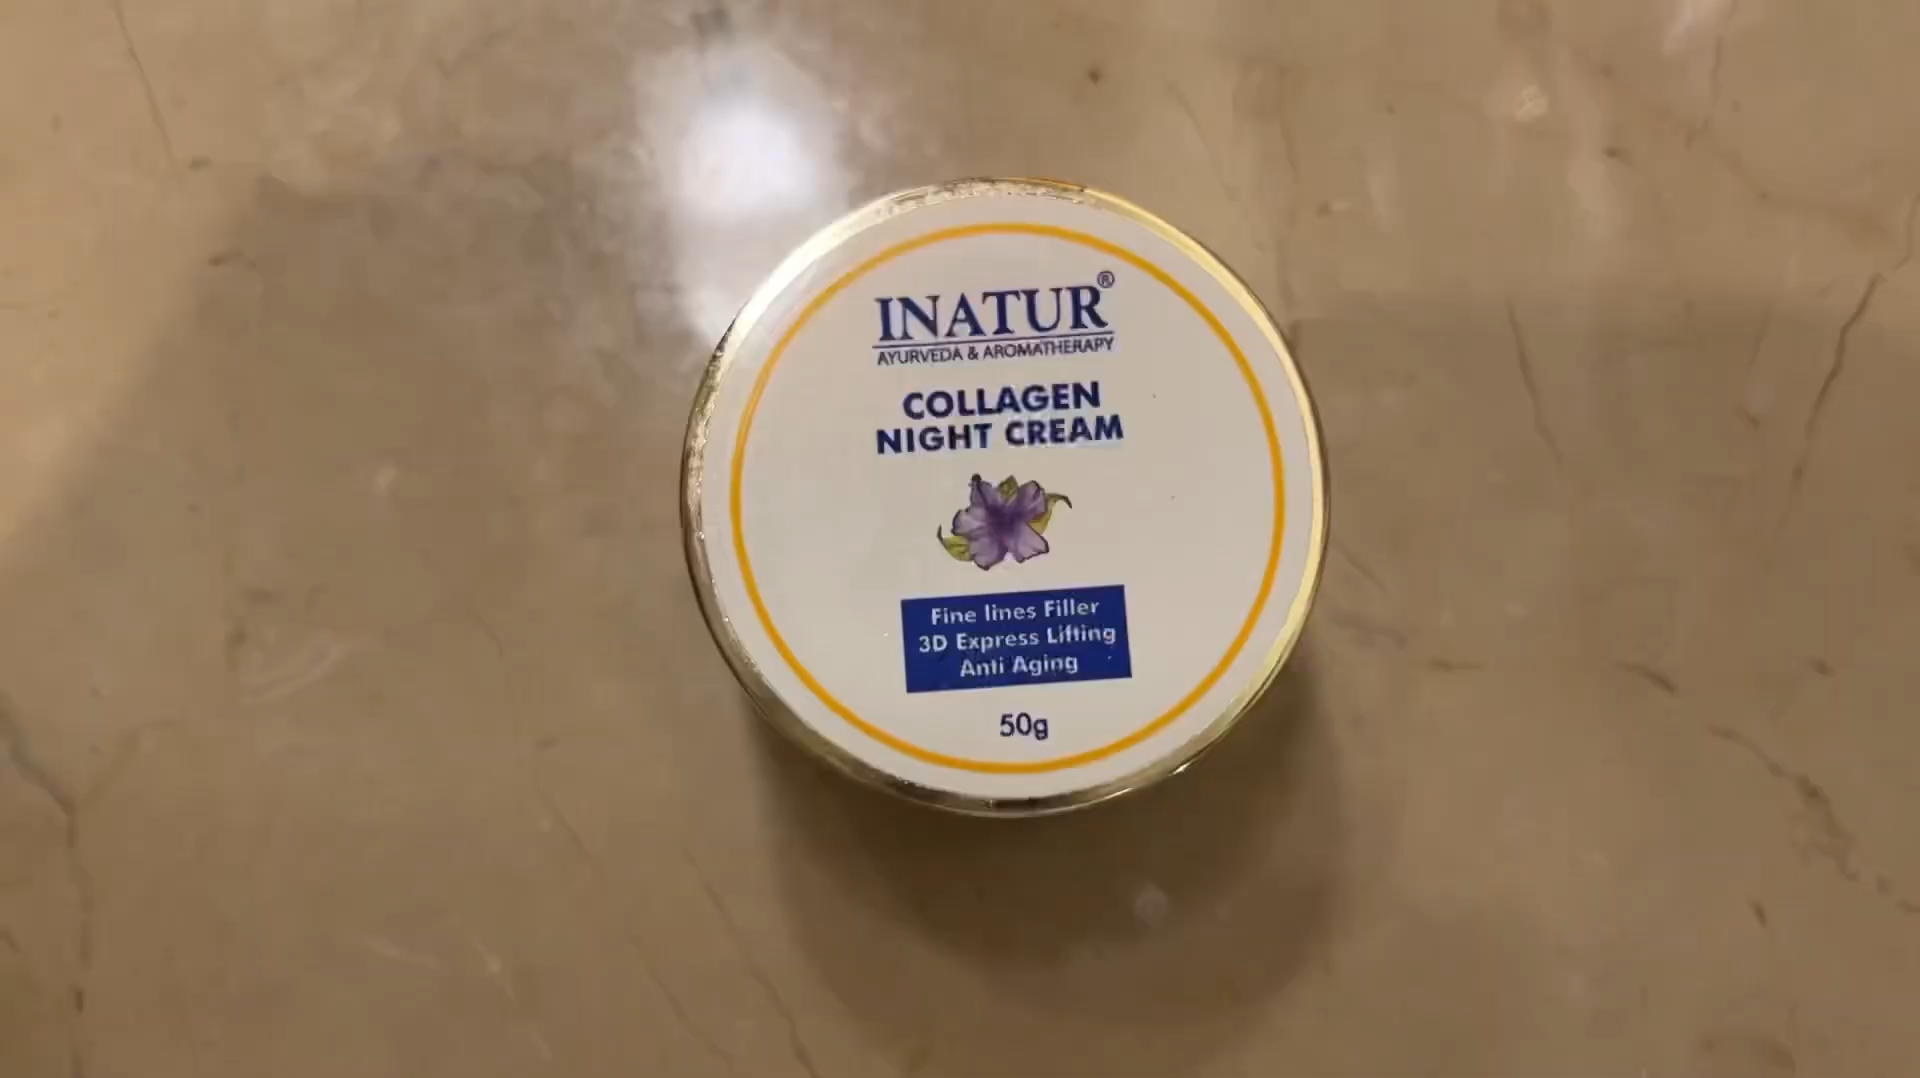 INATUR®
AYURVEDA & AROMATHERAPY
COLLAGEN
NIGHT CREAM
Fine lines Filler
3D Express Lifting
Anti Aging
50g